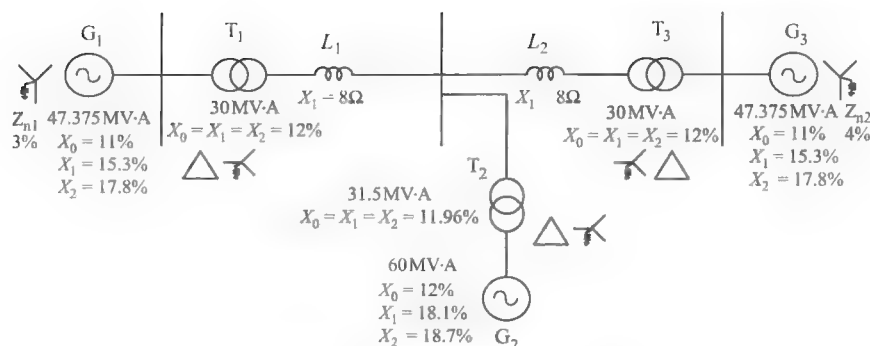 G₁
T₁
L₁
L₂
T₃
G₃
Zn1
3%
47.375MV·A
X₀ = 11%
X₁ = 15.3%
X₂ = 17.8%
30MV·A
X₀ = X₁ = X₂ = 12%
X₁ = 8Ω
X₁ 8Ω
30MV·A
X₀ = X₁ = X₂ = 12%
47.375MV·A
X₀ = 11%
X₁ = 15.3%
X₂ = 17.8%
Zn2
4%
T₂
31.5MV·A
X₀ = X₁ = X₂ = 11.96%
60MV·A
X₀ = 12%
X₁ = 18.1%
X₂ = 18.7%
G₂